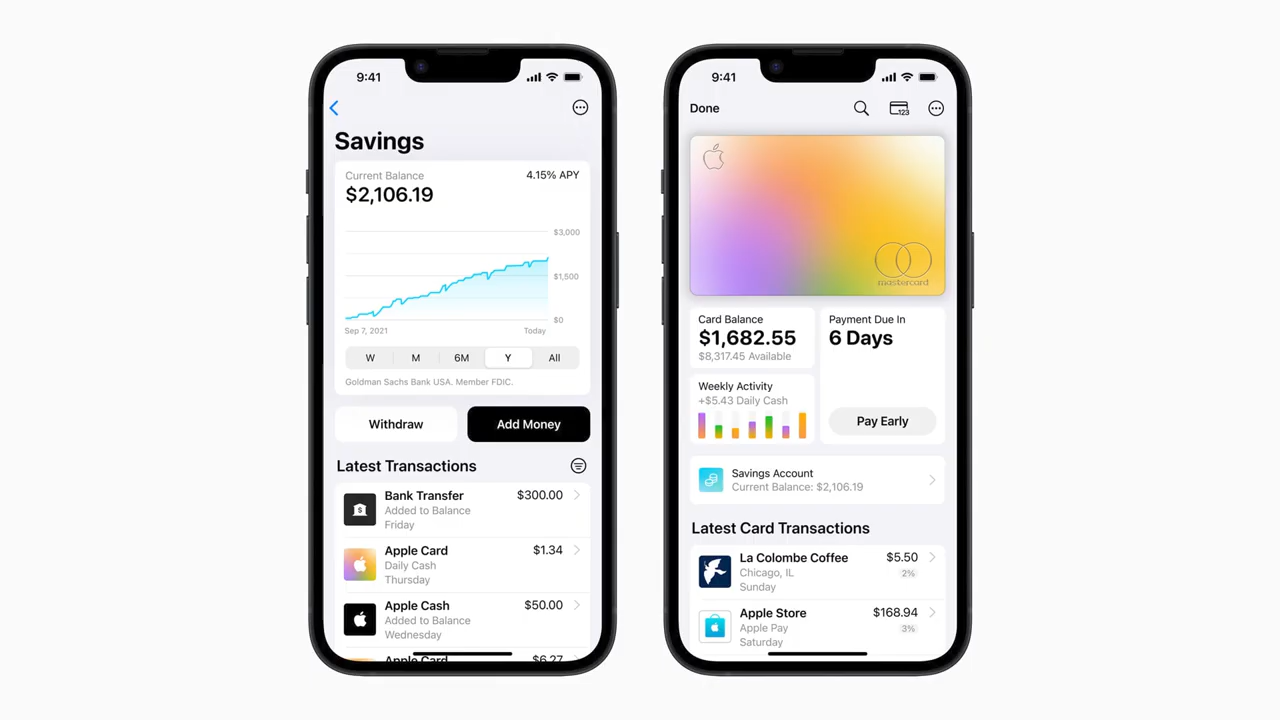 9:41
Savings
Current Balance
4.15% APY
$2,106.19
$3,000
$1,500
$0
Sep 7, 2021
Today
W M 6M Y All
Goldman Sachs Bank USA. Member FDIC.
Withdraw
Add Money
Latest Transactions
Bank Transfer
$300.00
Added to Balance
Friday
Apple Card
$1.34
Daily Cash
Thursday
Apple Cash
$50.00
Added to Balance
Wednesday
Apple Card
$6.27
9:41
Done
123
mastercard
Card Balance
$1,682.55
$8,317.45 Available
Payment Due In
6 Days
Weekly Activity
+$5.43 Daily Cash
Pay Early
Savings Account
Current Balance: $2,106.19
Latest Card Transactions
La Colombe Coffee
$5.50
Chicago, IL
2%
Sunday
Apple Store
$168.94
Apple Pay
3%
Saturday